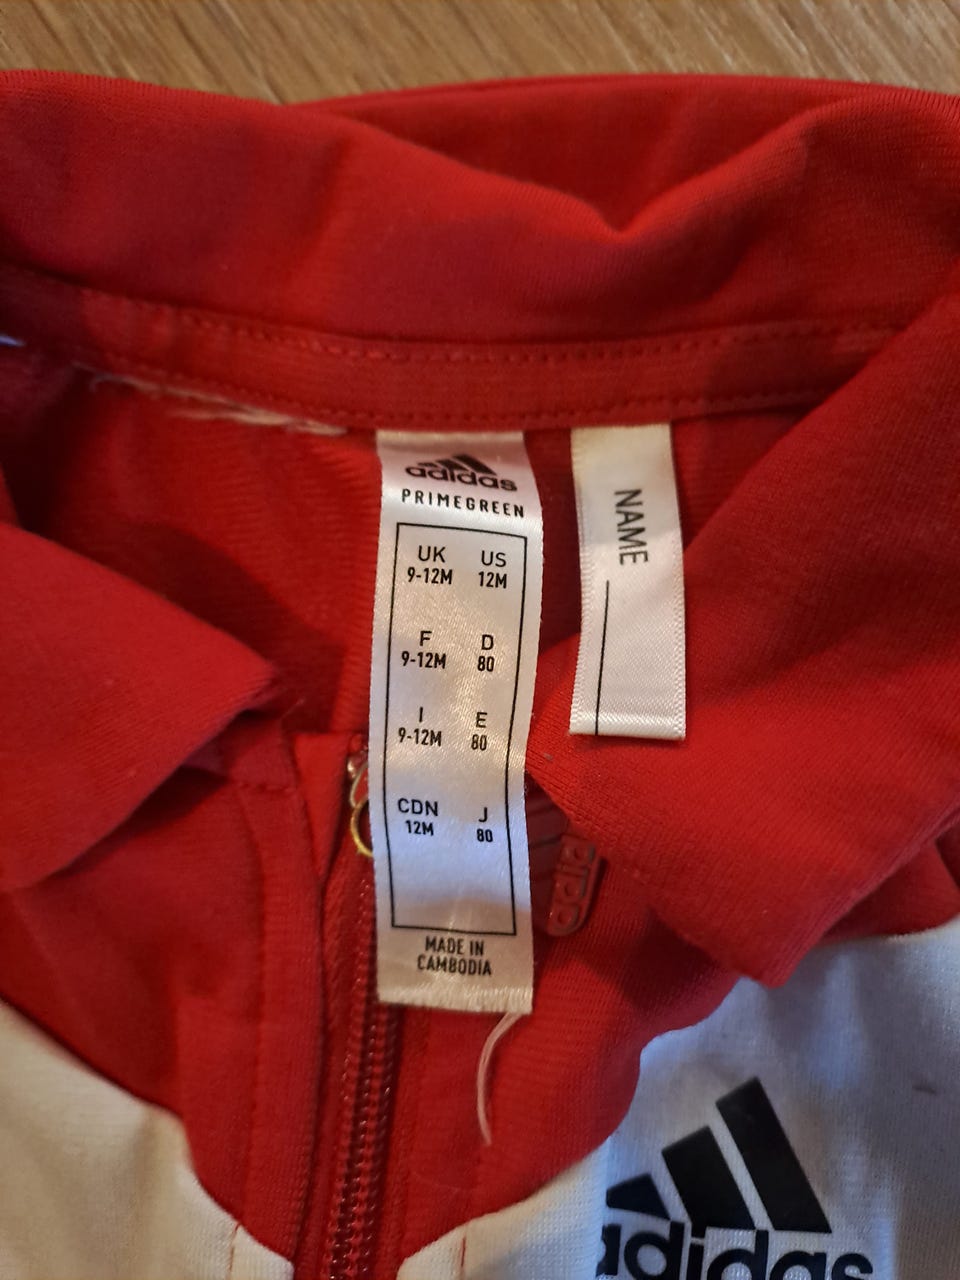 adidas
PRIMEGREEN
UK US
9-12M 12M
F D
9-12M 80
I E
9-12M 80
CDN J
12M 80
MADE IN
CAMBODIA
NAME
adidas